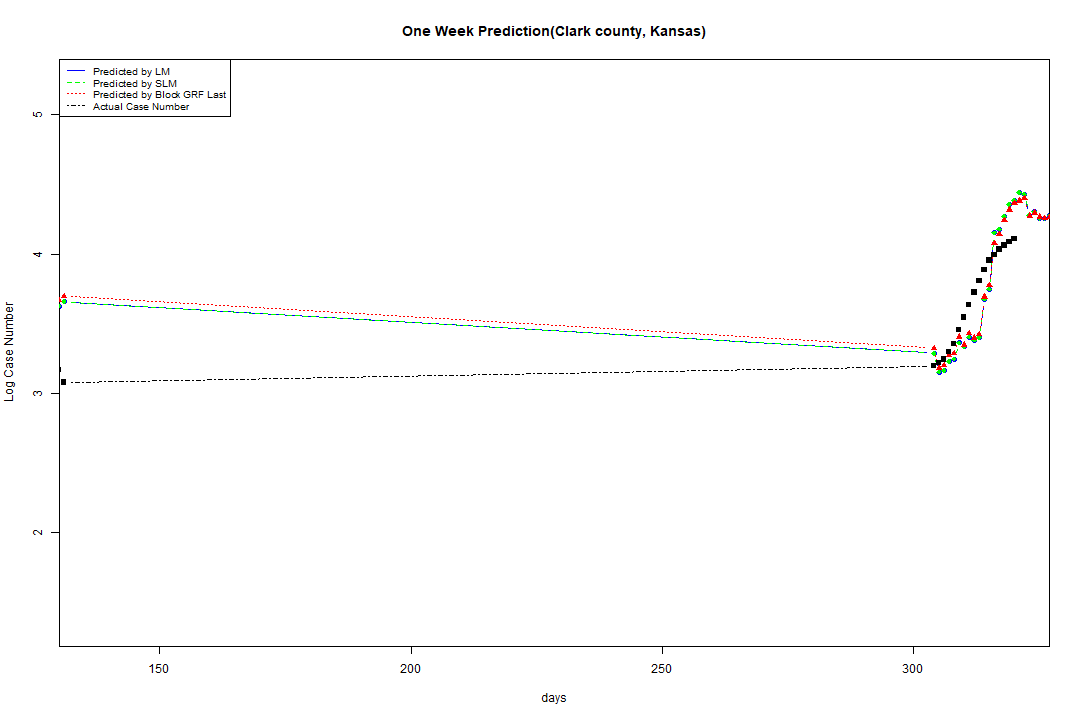 One Week Prediction(Clark county, Kansas)
Predicted by LM
Predicted by SLM
Predicted by Block GRF Last
Actual Case Number
5
4
3
2
Log Case Number
150
200
250
300
days